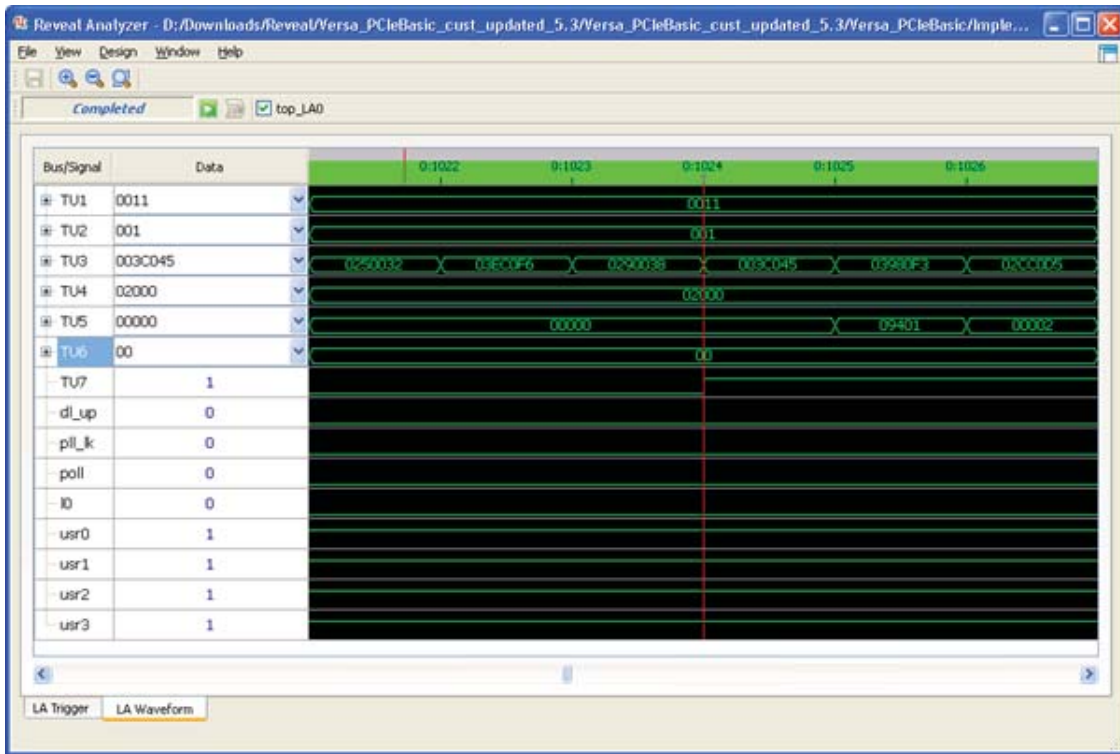 Reveal Analyzer - D:/Downloads/Reveal/Versa_PCIeBasic_cust_updated_5.3/Versa_PCIeBasic_cust_updated_5.3/Versa_PCIeBasic/Imple...
File View Design Window Help
Completed top_LA0
Bus/Signal Data 0:1022 0:1023 0:1024 0:1025 0:1026
TU1 0011 0011
TU2 001 001
TU3 003C045 0250032 03EC0F6 0290038 003C045 03980F3 02CC0D5
TU4 02000 02000
TU5 00000 00000 09401 00002
TU6 00 00
TU7 1
dl_up 0
pll_lk 0
poll 0
l0 0
usr0 1
usr1 1
usr2 1
usr3 1
LA Trigger LA Waveform